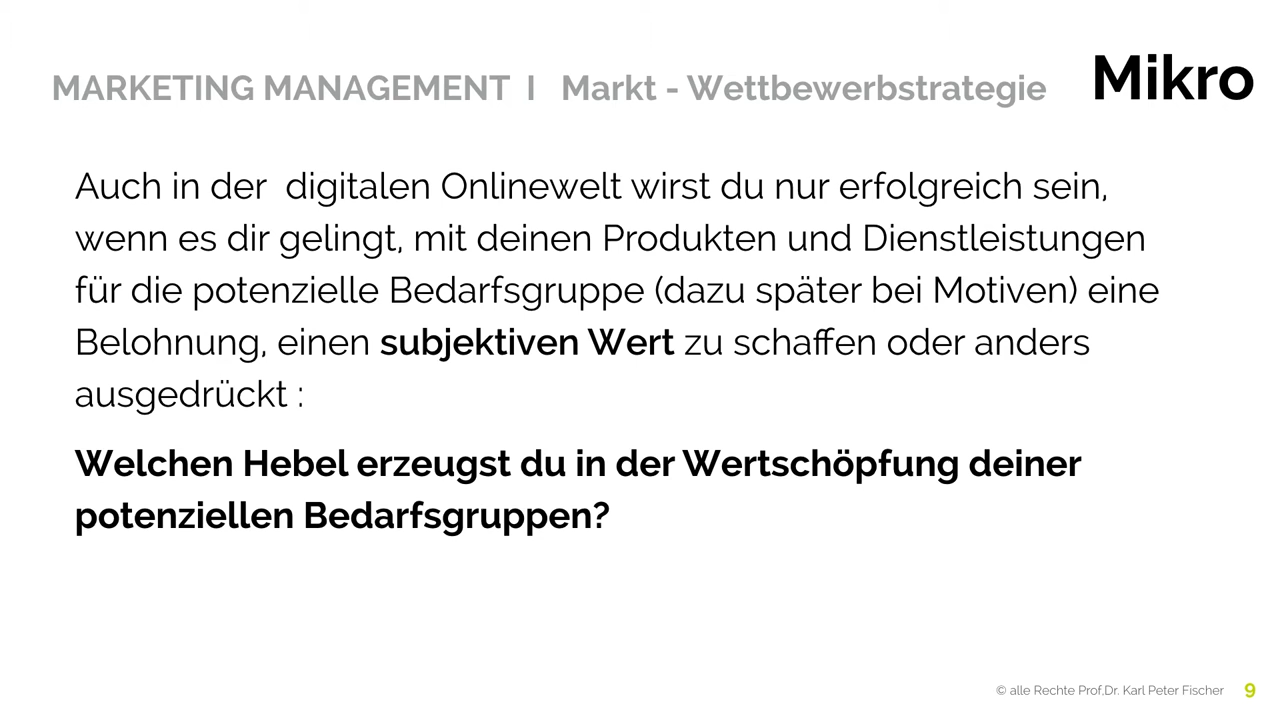 MARKETING MANAGEMENT I Markt - Wettbewerbstrategie Mikro
Auch in der digitalen Onlinewelt wirst du nur erfolgreich sein,
wenn es dir gelingt, mit deinen Produkten und Dienstleistungen
für die potenzielle Bedarfsgruppe (dazu später bei Motiven) eine
Belohnung, einen subjektiven Wert zu schaffen oder anders
ausgedrückt :
Welchen Hebel erzeugst du in der Wertschöpfung deiner
potenziellen Bedarfsgruppen?
© alle Rechte Prof.Dr. Karl Peter Fischer 9